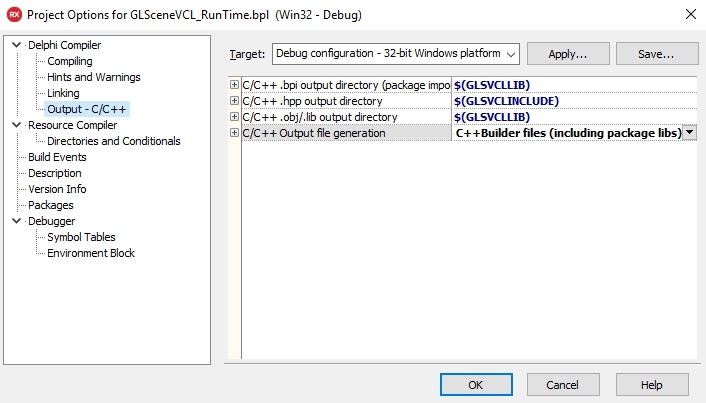 RX Project Options for GLSceneVCL_RunTime.bpl (Win32 - Debug)
Delphi Compiler
Compiling
Hints and Warnings
Linking
Output - C/C++
Resource Compiler
Directories and Conditionals
Build Events
Description
Version Info
Packages
Debugger
Symbol Tables
Environment Block
Target: Debug configuration - 32-bit Windows platform Apply... Save...
C/C++ .bpi output directory (package impo $(GLSVCLLIB)
C/C++ .hpp output directory $(GLSVCLINCLUDE)
C/C++ .obj/.lib output directory $(GLSVCLLIB)
C/C++ Output file generation C++Builder files (including package libs)
OK Cancel Help